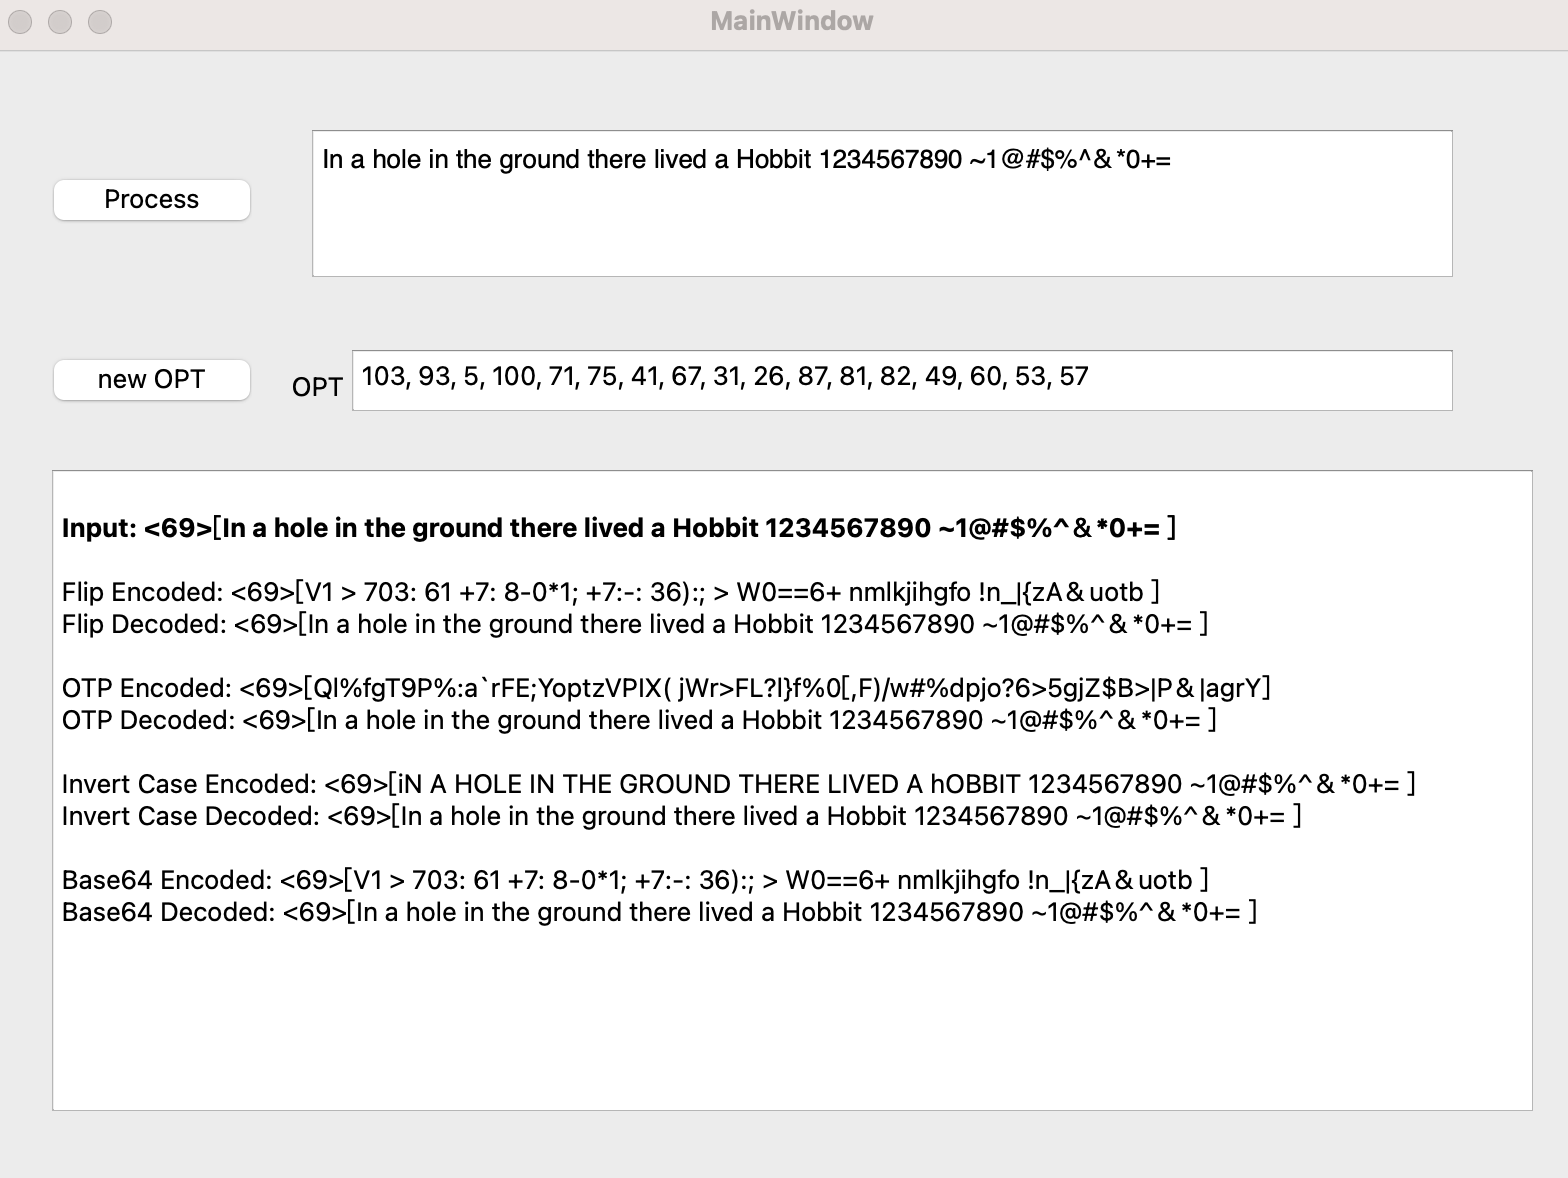 MainWindow
In a hole in the ground there lived a Hobbit 1234567890 ~1@#$%^& *0+=
Process
new OPT
OPT
103, 93, 5, 100, 71, 75, 41, 67, 31, 26, 87, 81, 82, 49, 60, 53, 57
Input: <69>[In a hole in the ground there lived a Hobbit 1234567890 ~1@#$%^& *0+= ]
Flip Encoded: <69>[V1 > 703: 61 +7: 8-0*1; +7:-: 36):; > W0==6+ nmlkjihgfo !n_|{zA & uotb ]
Flip Decoded: <69>[In a hole in the ground there lived a Hobbit 1234567890 ~1@#$%^& *0+= ]
OTP Encoded: <69>[Ql%fgT9P%:a`rFE;YoptzVPIX( jWr>FL?l}f%0[,F)/w#%dpjo?6>5gjZ$B>|P & |agrY]
OTP Decoded: <69>[In a hole in the ground there lived a Hobbit 1234567890 ~1@#$%^& *0+= ]
Invert Case Encoded: <69>[iN A HOLE IN THE GROUND THERE LIVED A hOBBIT 1234567890 ~1@#$%^& *0+= ]
Invert Case Decoded: <69>[In a hole in the ground there lived a Hobbit 1234567890 ~1@#$%^& *0+= ]
Base64 Encoded: <69>[V1 > 703: 61 +7: 8-0*1; +7:-: 36):; > W0==6+ nmlkjihgfo !n_|{zA & uotb ]
Base64 Decoded: <69>[In a hole in the ground there lived a Hobbit 1234567890 ~1@#$%^& *0+= ]